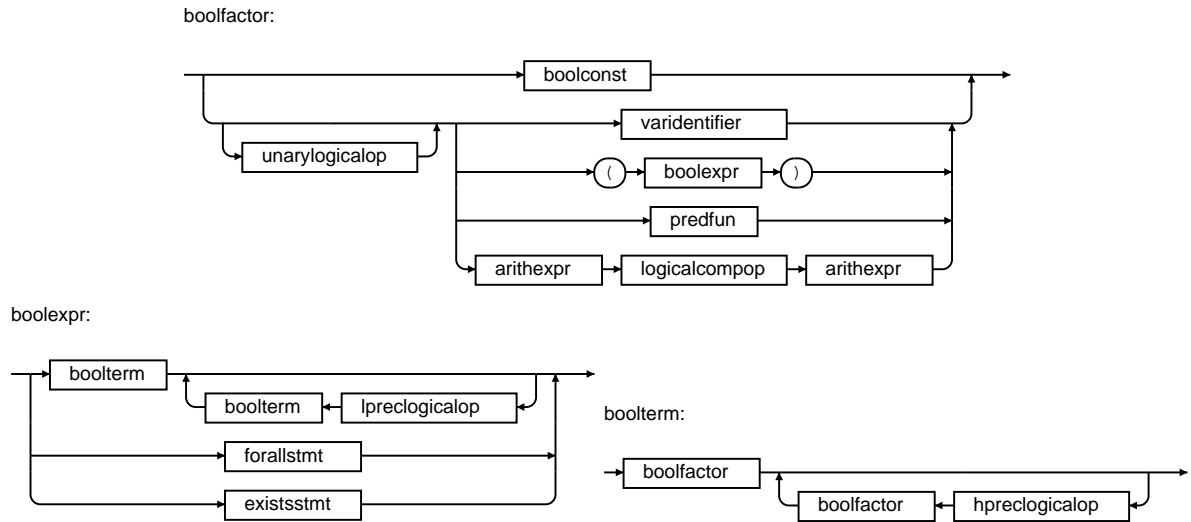 boolfactor:
boolconst
varidentifier
unarylogicalop
( boolexpr )
predfun
arithexpr logicalcompop arithexpr
boolexpr:
boolterm
boolterm lpreclogicalop
forallstmt
existsstmt
boolterm:
boolfactor
boolfactor hpreclogicalop